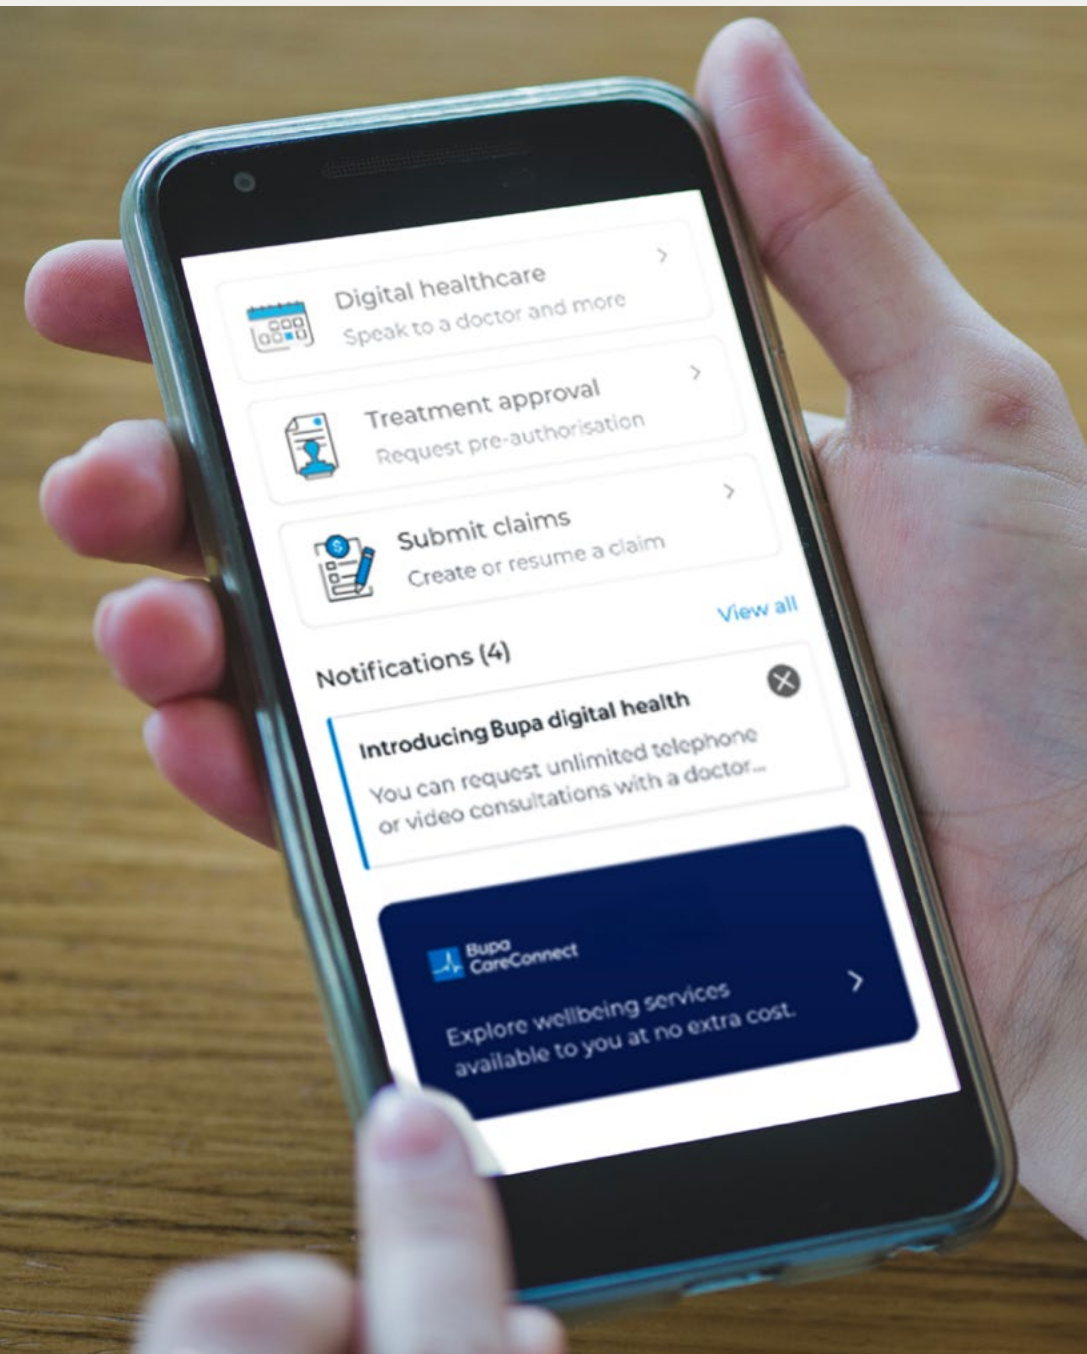 Digital healthcare
Speak to a doctor and more
Treatment approval
Request pre-authorisation
Submit claims
Create or resume a claim
Notifications (4)
View all
Introducing Bupa digital health
You can request unlimited telephone
or video consultations with a doctor...
Bupa
CareConnect
Explore wellbeing services
available to you at no extra cost.